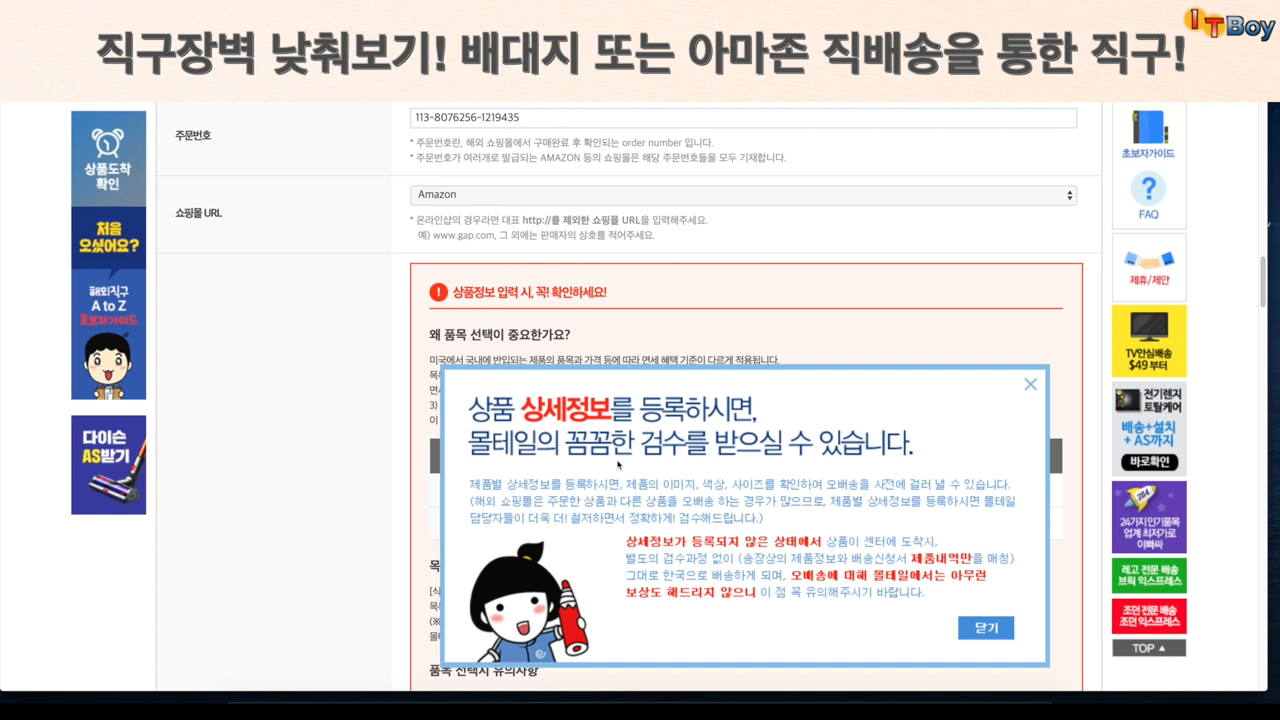 직구장벽 낮춰보기! 배대지 또는 아마존 직배송을 통한 직구!
ITBoy
상품도착
확인
처음
오셨어요?
해외직구
A to Z
초보자가이드
다이슨
AS받기
주문번호
113-8076256-1219435
* 주문번호란, 해외 쇼핑몰에서 구매완료 후 확인되는 order number 입니다.
* 주문번호가 여러개로 발급되는 AMAZON 등의 쇼핑몰은 해당 주문번호들을 모두 기재합니다.
쇼핑몰 URL
Amazon
* 온라인샵의 경우라면 대표 http://를 제외한 쇼핑몰 URL을 입력해주세요.
예) www.gap.com, 그 외에는 판매자의 상호를 적어주세요.
상품정보 입력 시, 꼭! 확인하세요!
왜 품목 선택이 중요한가요?
미국에서 국내에 반입되는 제품의 품목과 가격 등에 따라 면세 혜택 기준이 다르게 적용됩니다.
목
면
3)
이
상품 상세정보를 등록하시면,
몰테일의 꼼꼼한 검수를 받으실 수 있습니다.
제품별 상세정보를 등록하시면, 제품의 이미지, 색상, 사이즈를 확인하여 오배송을 사전에 걸러 낼 수 있습니다.
(해외 쇼핑몰은 주문한 상품과 다른 상품을 오배송 하는 경우가 많으므로, 제품별 상세정보를 등록하시면 몰테일
담당자들이 더욱 더! 철저하면서 정확하게! 검수해드립니다.)
상세정보가 등록되지 않은 상태에서 상품이 센터에 도착시,
별도의 검수과정 없이 (송장상의 제품정보와 배송신청서 제품내역만을 매칭)
그대로 한국으로 배송하게 되며, 오배송에 대해 몰테일에서는 아무런
보상도 해드리지 않으니 이 점 꼭 유의해주시기 바랍니다.
닫기
목
[식
목
(※
몰
품목 선택시 유의사항
초보자가이드
FAQ
제휴/제안
TV안심배송
$49부터
전기렌지
토탈케어
배송+설치
+AS까지
바로확인
24가지 인기품목
업계 최저가로
이빠싸
레고 전문 배송
브릭 익스프레스
조던 전문 배송
조던 익스프레스
TOP